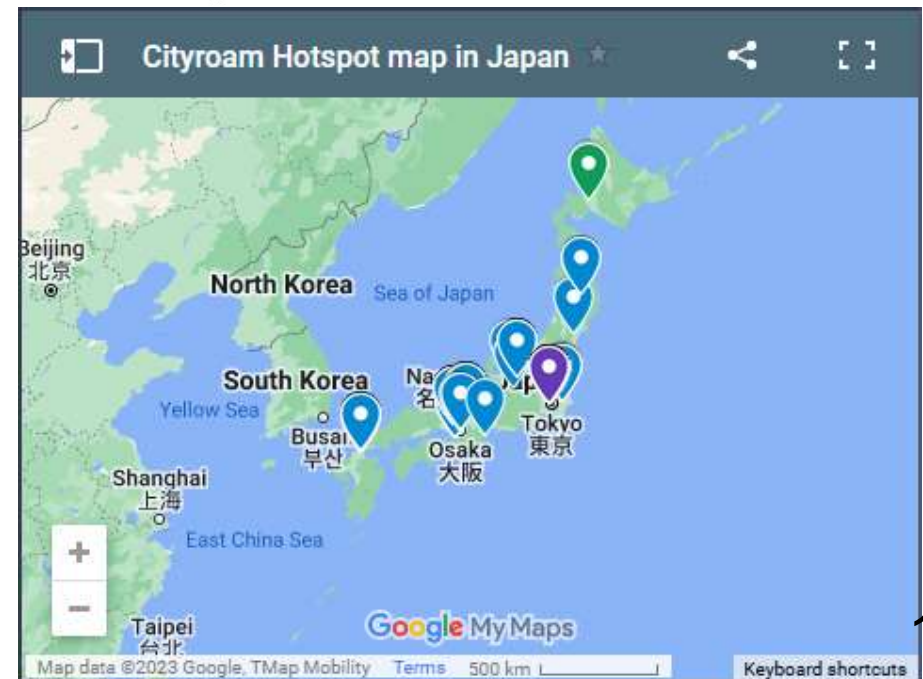 Cityroam Hotspot map in Japan
Beijing
北京
North Korea
Sea of Japan
South Korea
Yellow Sea
Tokyo
東京
Osaka
大阪
부산
Shanghai
上海
East China Sea
Taipei
台北
Google My Maps
Map data ©2023 Google, TMap Mobility Terms 500 km
Keyboard shortcuts